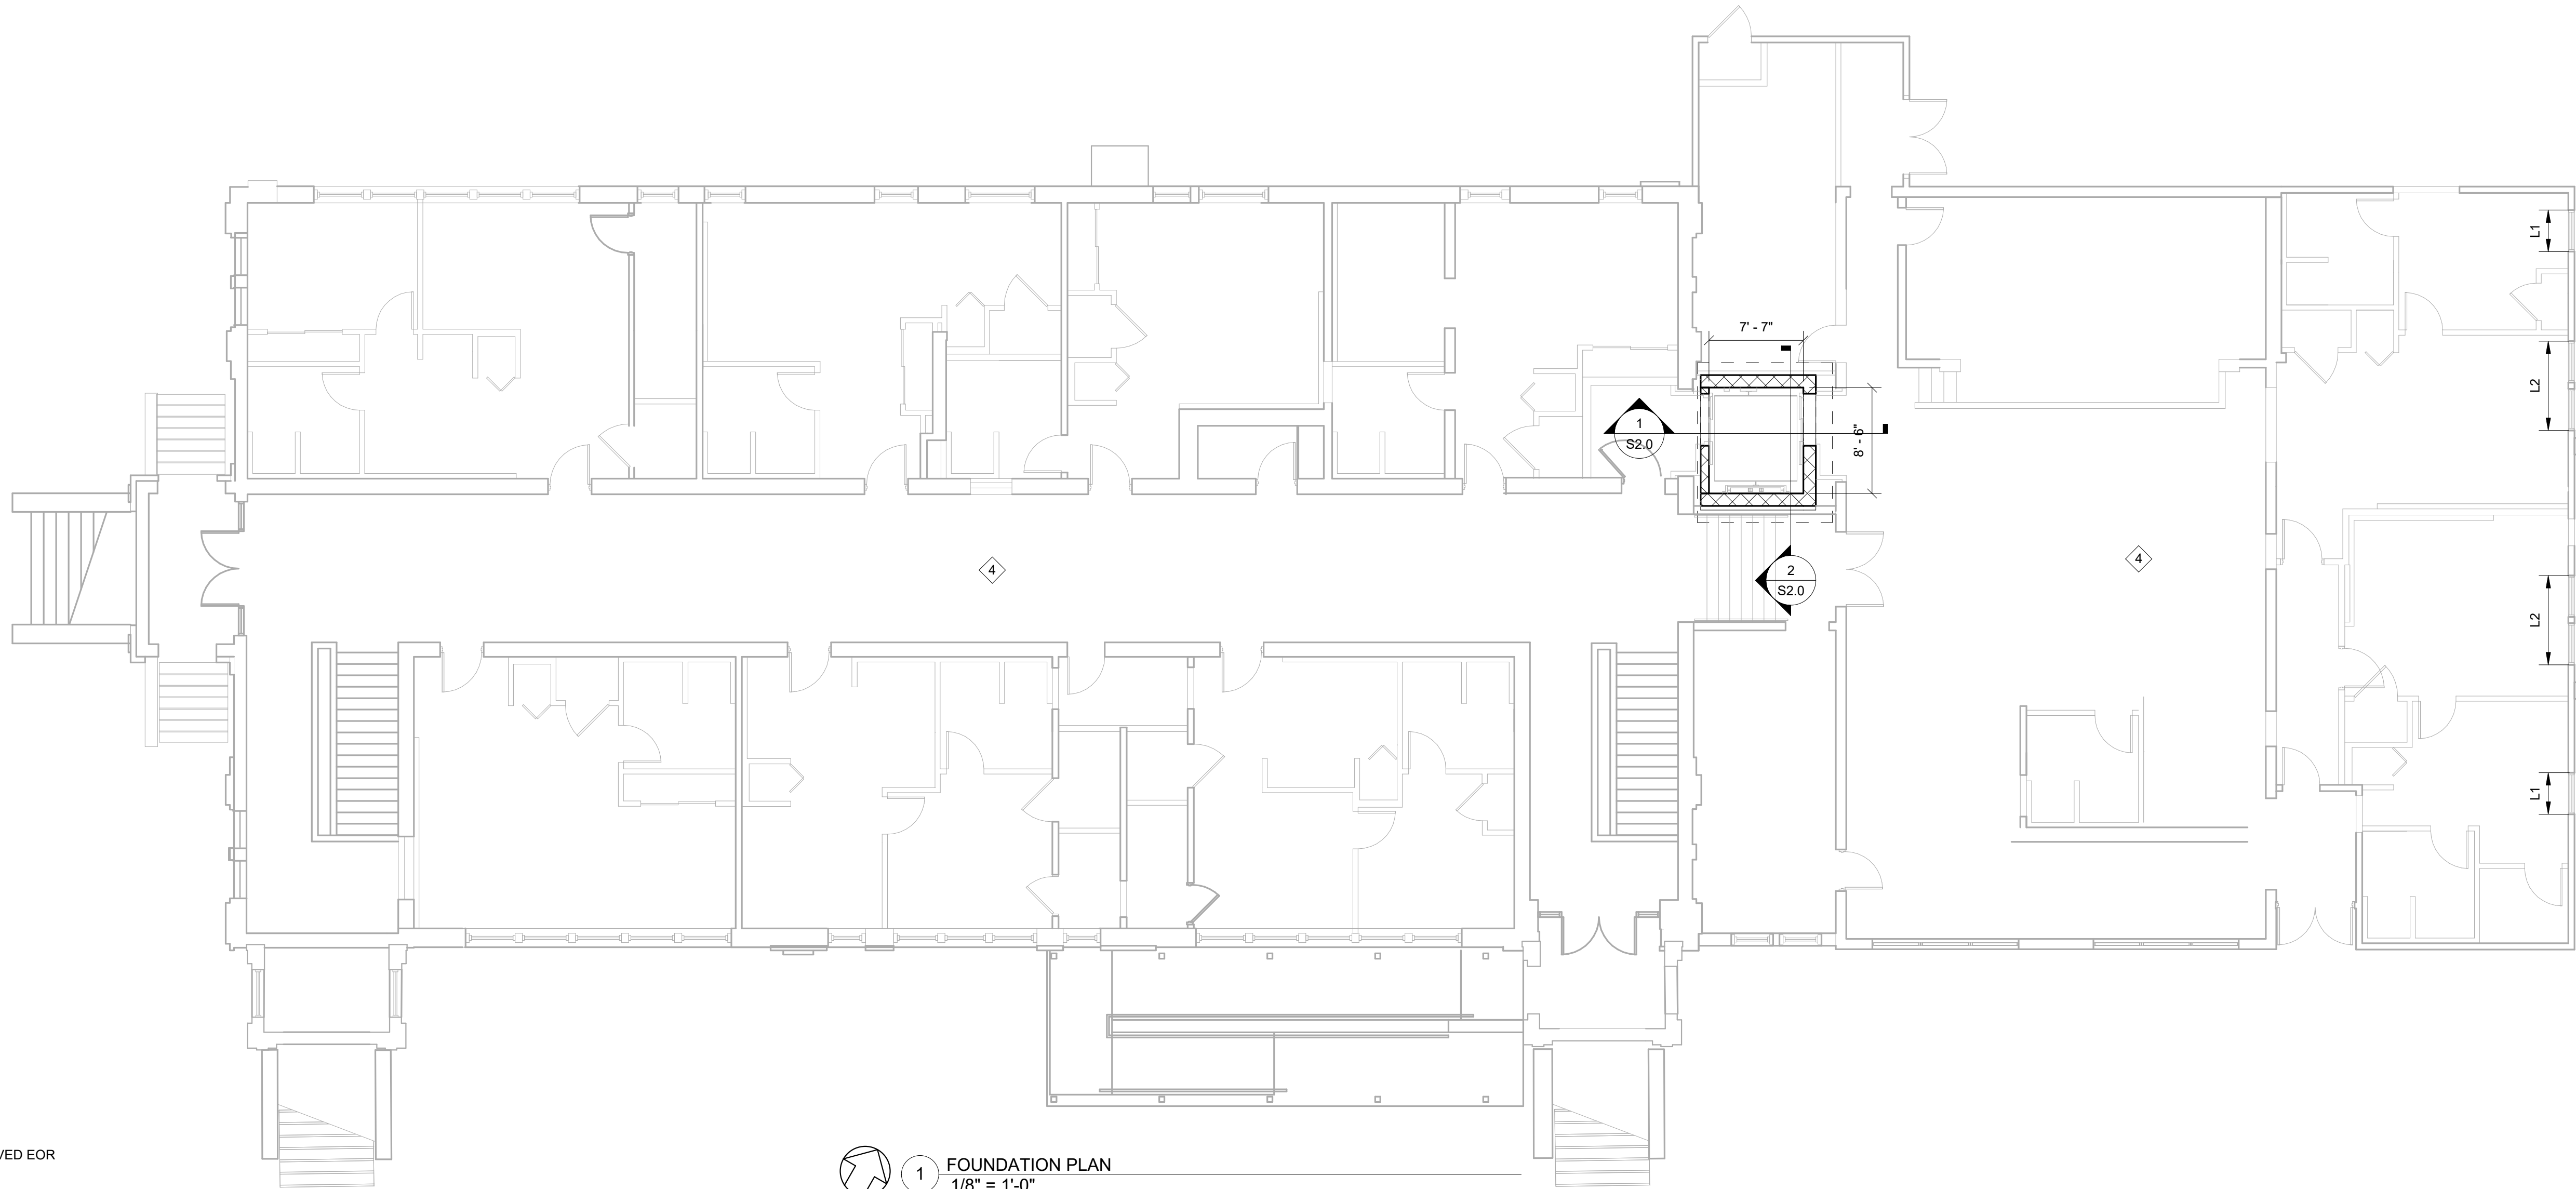 L1
7' - 7"
L2
1
S2.0
8' - 6"
4
4
2
S2.0
L2
L1
VED EOR
1
FOUNDATION PLAN
1/8" = 1'-0"